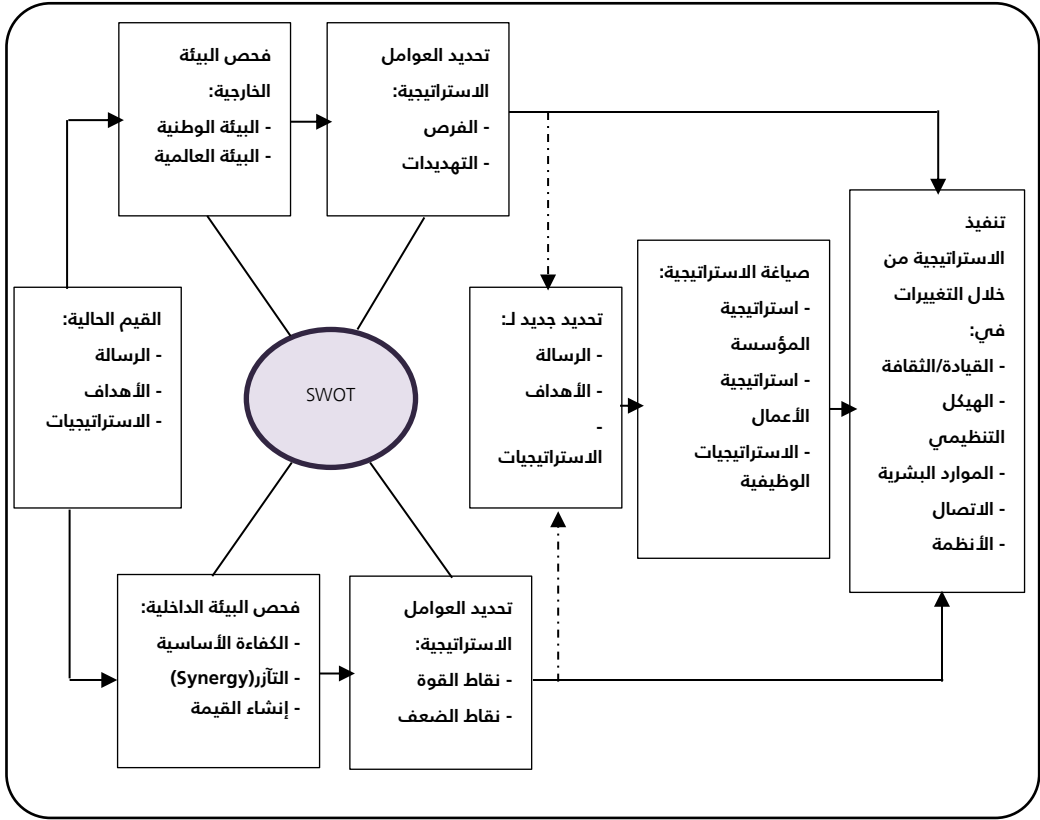 فحص البيئة
الخارجية:
- البيئة الوطنية
- البيئة العالمية
تحديد العوامل
الاستراتيجية:
- الفرص
- التهديدات
القيم الحالية:
- الرسالة
- الأهداف
- الاستراتيجيات
SWOT
تحديد جديد لـ:
- الرسالة
- الأهداف
-
الاستراتيجيات
صياغة الاستراتيجية:
- استراتيجية
المؤسسة
- استراتيجية
الأعمال
- الاستراتيجيات
الوظيفية
تنفيذ
الاستراتيجية من
خلال التغييرات
في:
- القيادة/الثقافة
- الهيكل
التنظيمي
- الموارد البشرية
- الاتصال
- الأنظمة
فحص البيئة الداخلية:
- الكفاءة الأساسية
- التآزر(Synergy)
- إنشاء القيمة
تحديد العوامل
الاستراتيجية:
- نقاط القوة
- نقاط الضعف